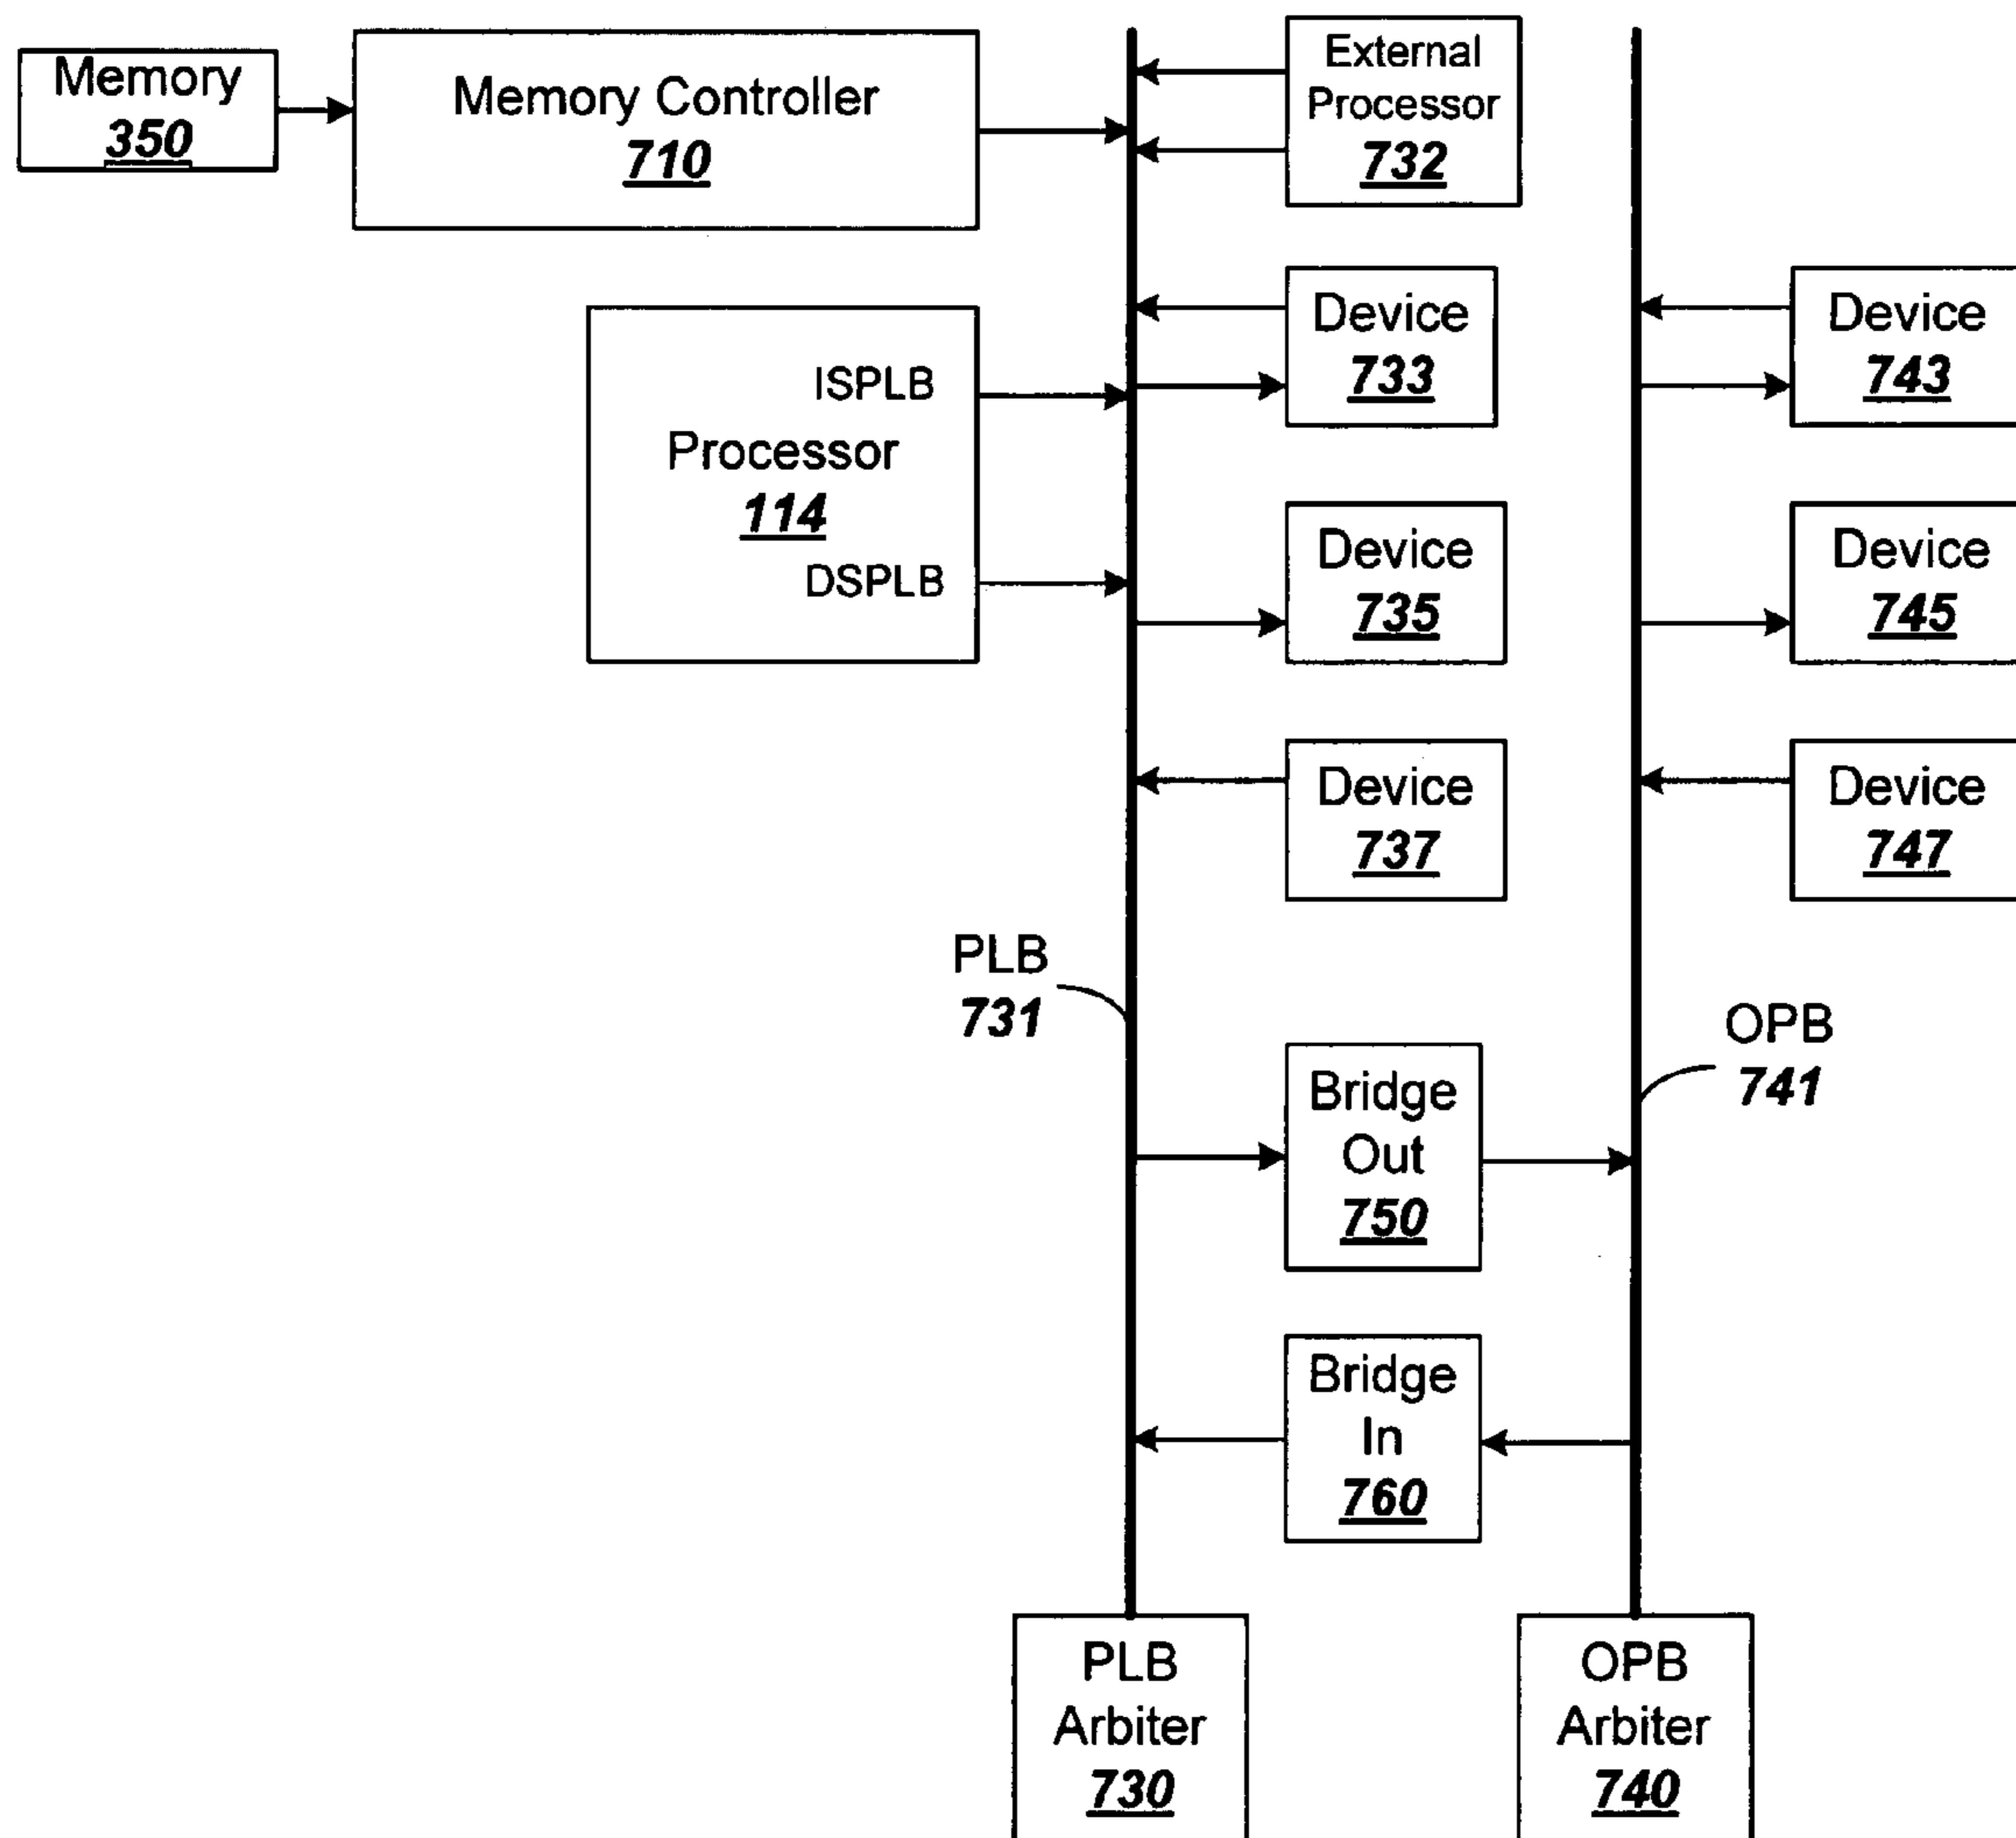 Memory
350
Memory Controller
710
External
Processor
732
ISPLB
Processor
114
DSPLB
Device
733
Device
743
Device
735
Device
745
Device
737
Device
747
PLB
731
OPB
741
Bridge
Out
750
Bridge
In
760
PLB
Arbiter
730
OPB
Arbiter
740